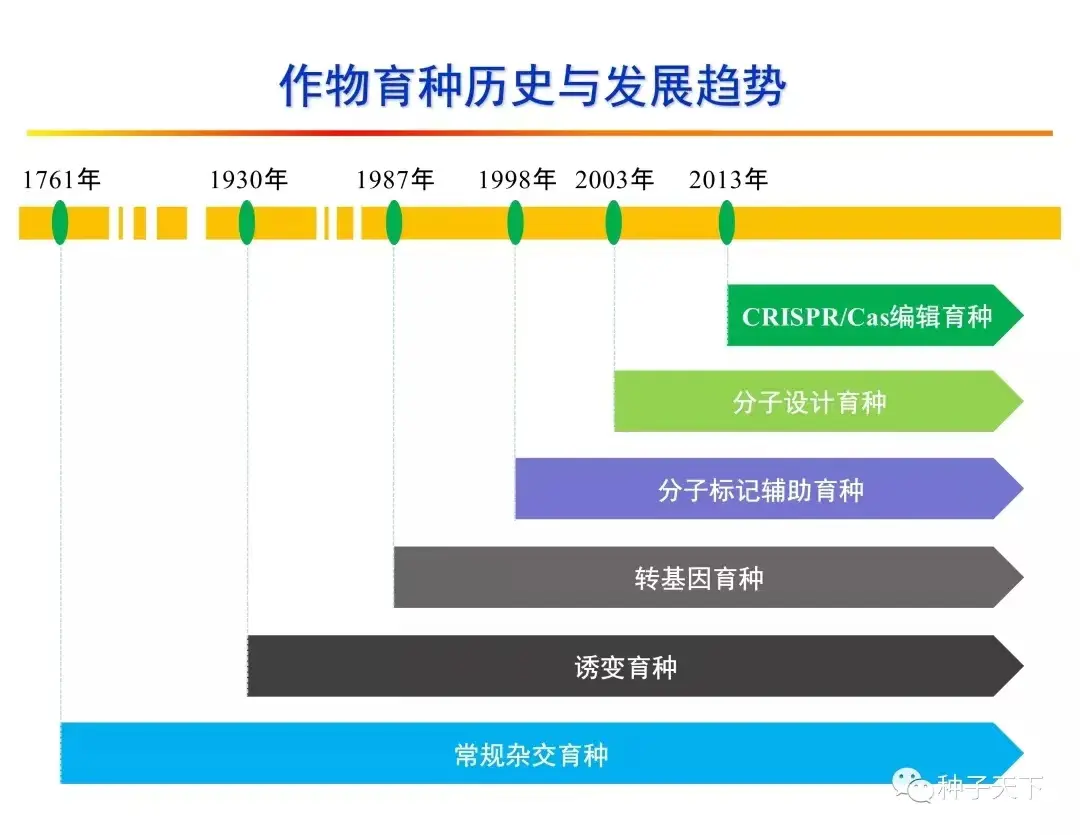 作物育种历史与发展趋势
1761年 1930年 1987年 1998年 2003年 2013年
CRISPR/Cas编辑育种
分子设计育种
分子标记辅助育种
转基因育种
诱变育种
常规杂交育种
种子天下